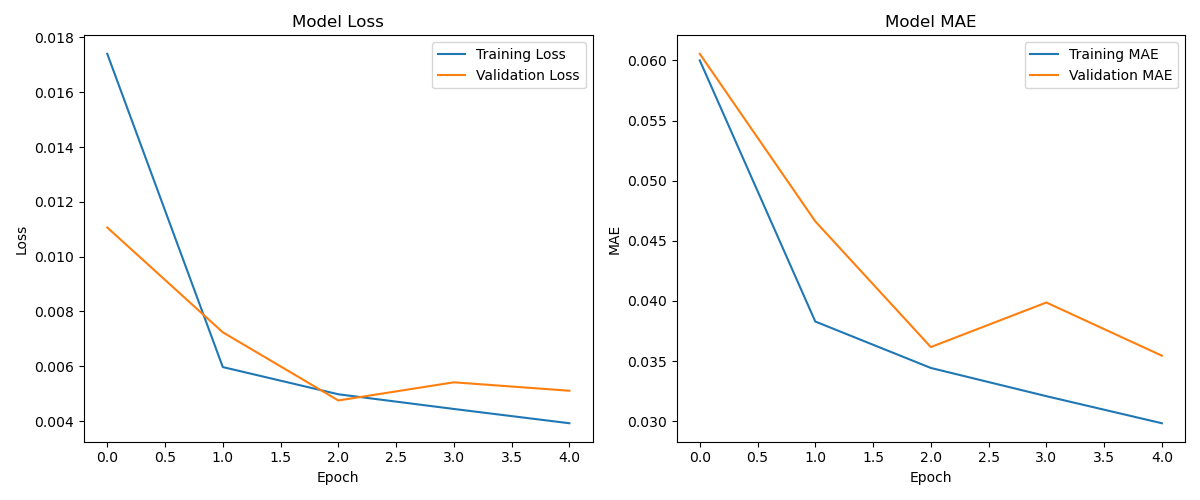 Model Loss
0.018
0.016
0.014
0.012
0.010
0.008
0.006
0.004
Loss
Training Loss
Validation Loss
0.0 0.5 1.0 1.5 2.0 2.5 3.0 3.5 4.0
Epoch
Model MAE
0.060
0.055
0.050
0.045
0.040
0.035
0.030
MAE
Training MAE
Validation MAE
0.0 0.5 1.0 1.5 2.0 2.5 3.0 3.5 4.0
Epoch